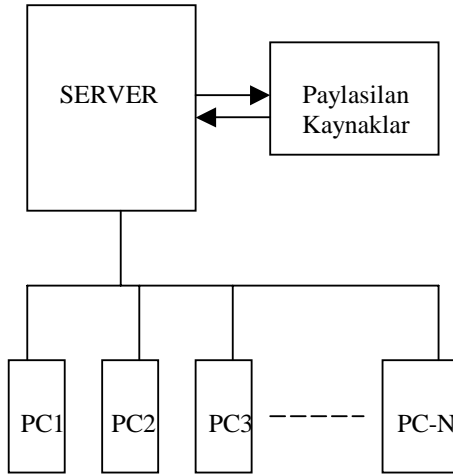 SERVER
Paylasilan
Kaynaklar
PC1
PC2
PC3
PC-N